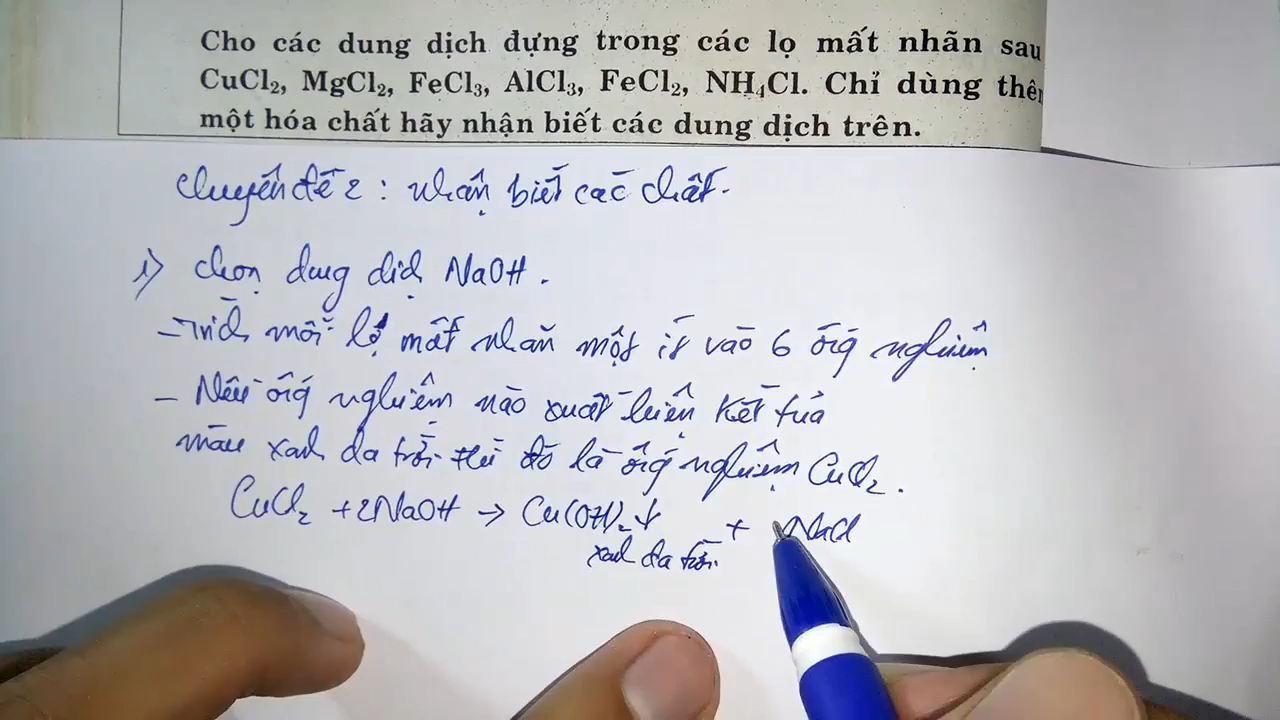 Cho các dung dịch đựng trong các lọ mất nhãn sau
CuCl₂, MgCl₂, FeCl₃, AlCl₃, FeCl₂, NH₄Cl. Chỉ dùng thê
một hóa chất hãy nhận biết các dung dịch trên.
Chuyên đề 2 : nhận biết các chất.
1) chọn dung dịch NaOH.
- Trích mỗi lọ mất nhãn một ít vào 6 ống nghiệm
- Nếu ống nghiệm nào xuất hiện kết tủa
màu xanh da trời thì đó là ống nghiệm CuCl₂.
CuCl₂ + 2NaOH → Cu(OH)₂↓ + NaCl
xanh da trời